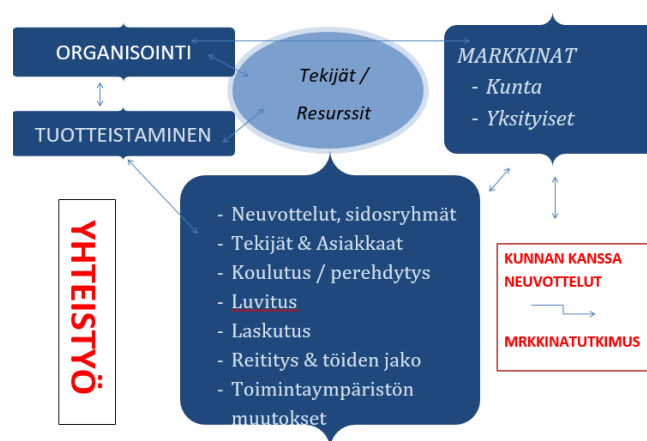 ORGANISOINTI
TUOTTEISTAMINEN
Tekijät /
Resurssit
MARKKINAT
- Kunta
- Yksityiset
YHTEISTYÖ
- Neuvottelut, sidosryhmät
- Tekijät & Asiakkaat
- Koulutus / perehdytys
- Luvitus
- Laskutus
- Reititys & töiden jako
- Toimintaympäristön
muutokset
KUNNAN KANSSA
NEUVOTTELUT
MRKKINATUTKIMUS